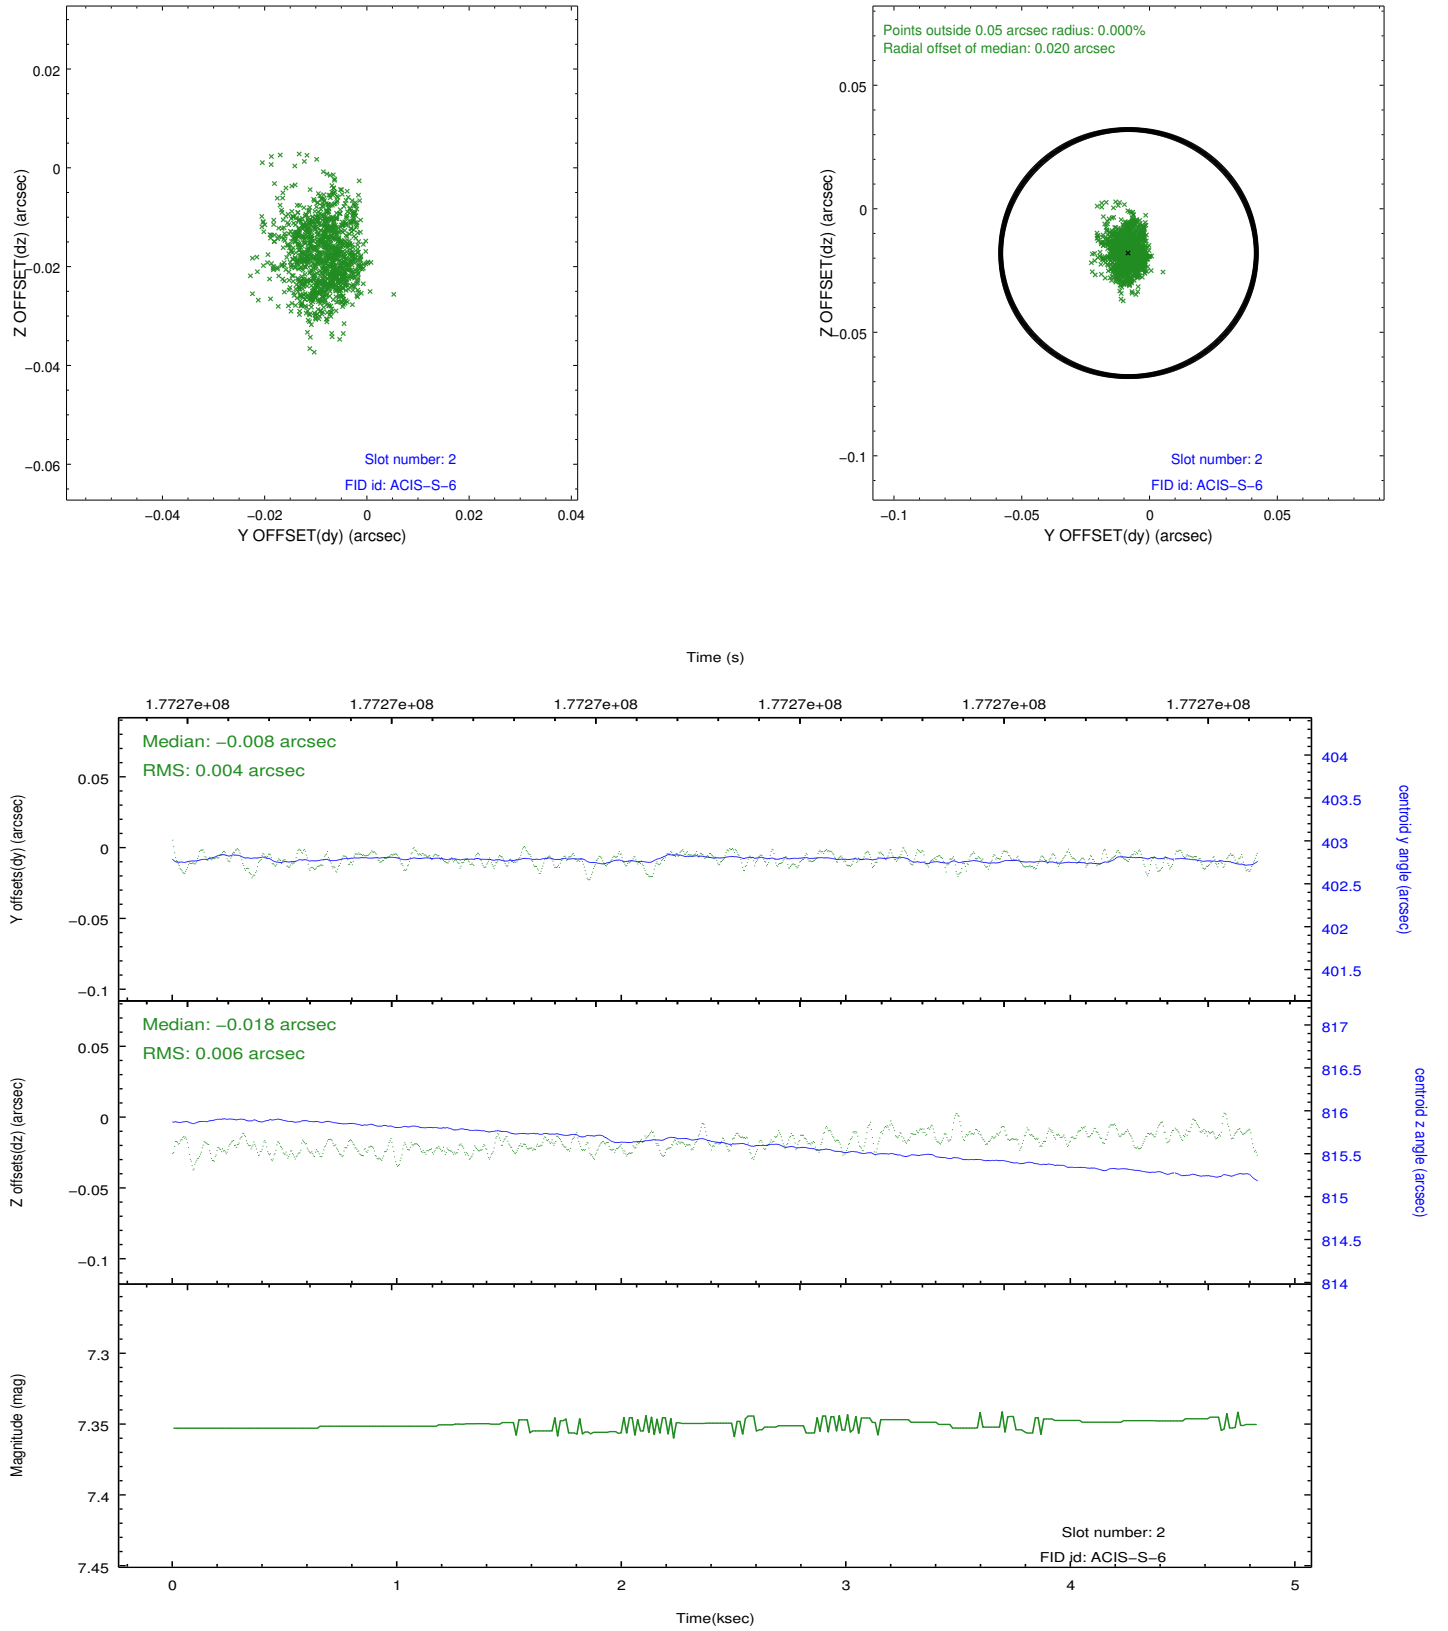 0.02
0
−0.02
−0.04
−0.06
Z OFFSET(dz) (arcsec)
Slot number: 2
FID id: ACIS−S−6
−0.04
−0.02
0
0.02
0.04
Y OFFSET(dy) (arcsec)
Points outside 0.05 arcsec radius: 0.000%
Radial offset of median: 0.020 arcsec
0.05
0
−0.05
−0.1
Z OFFSET(dz) (arcsec)
Slot number: 2
FID id: ACIS−S−6
−0.1
−0.05
0
0.05
Y OFFSET(dy) (arcsec)
Time (s)
1.7727e+08
1.7727e+08
1.7727e+08
1.7727e+08
1.7727e+08
1.7727e+08
Median: −0.008 arcsec
RMS: 0.004 arcsec
0.05
0
−0.05
−0.1
Y offsets(dy) (arcsec)
404
403.5
403
402.5
402
401.5
centroid y angle (arcsec)
Median: −0.018 arcsec
RMS: 0.006 arcsec
0.05
0
−0.05
−0.1
Z offsets(dz) (arcsec)
817
816.5
816
815.5
815
814.5
814
centroid z angle (arcsec)
7.3
7.35
7.4
7.45
Magnitude (mag)
Slot number: 2
FID id: ACIS−S−6
0
1
2
3
4
5
Time(ksec)